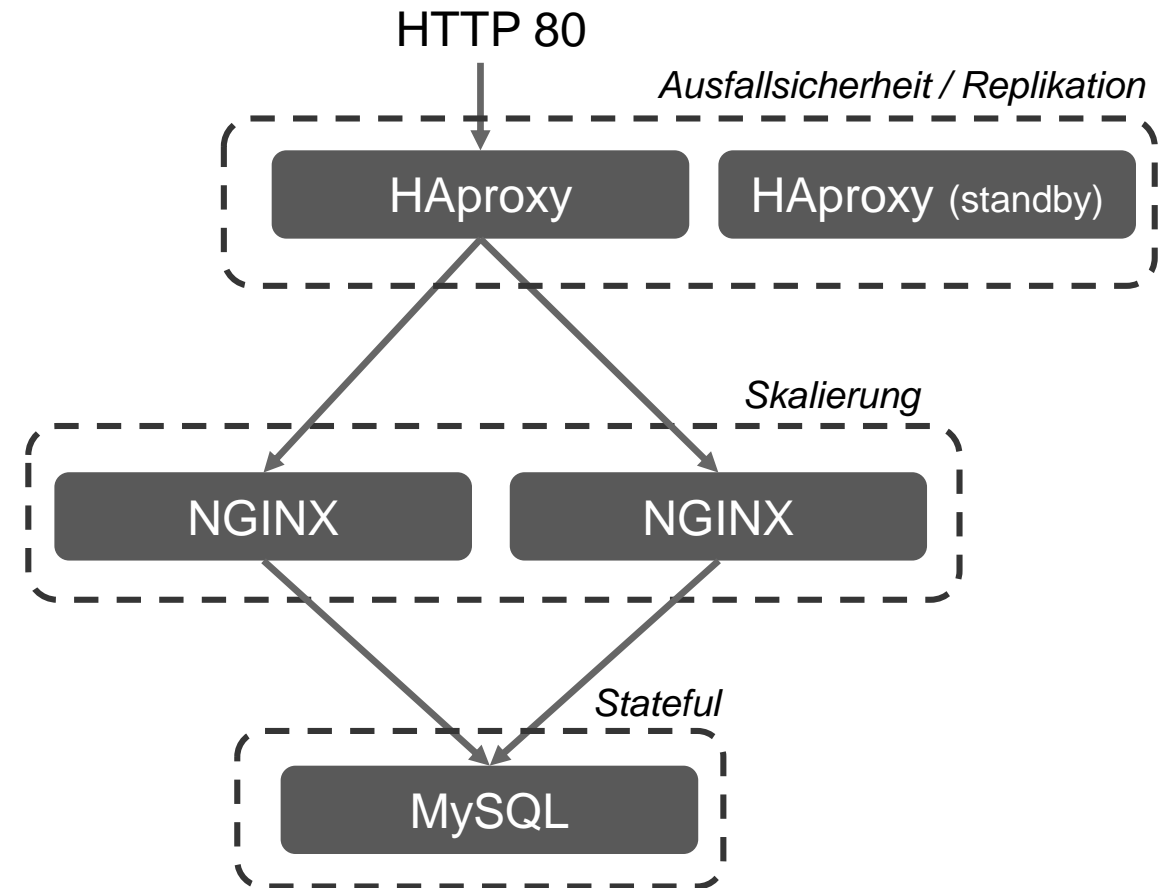 HTTP 80
Ausfallsicherheit / Replikation
HAproxy
HAproxy (standby)
Skalierung
NGINX
NGINX
Stateful
MySQL